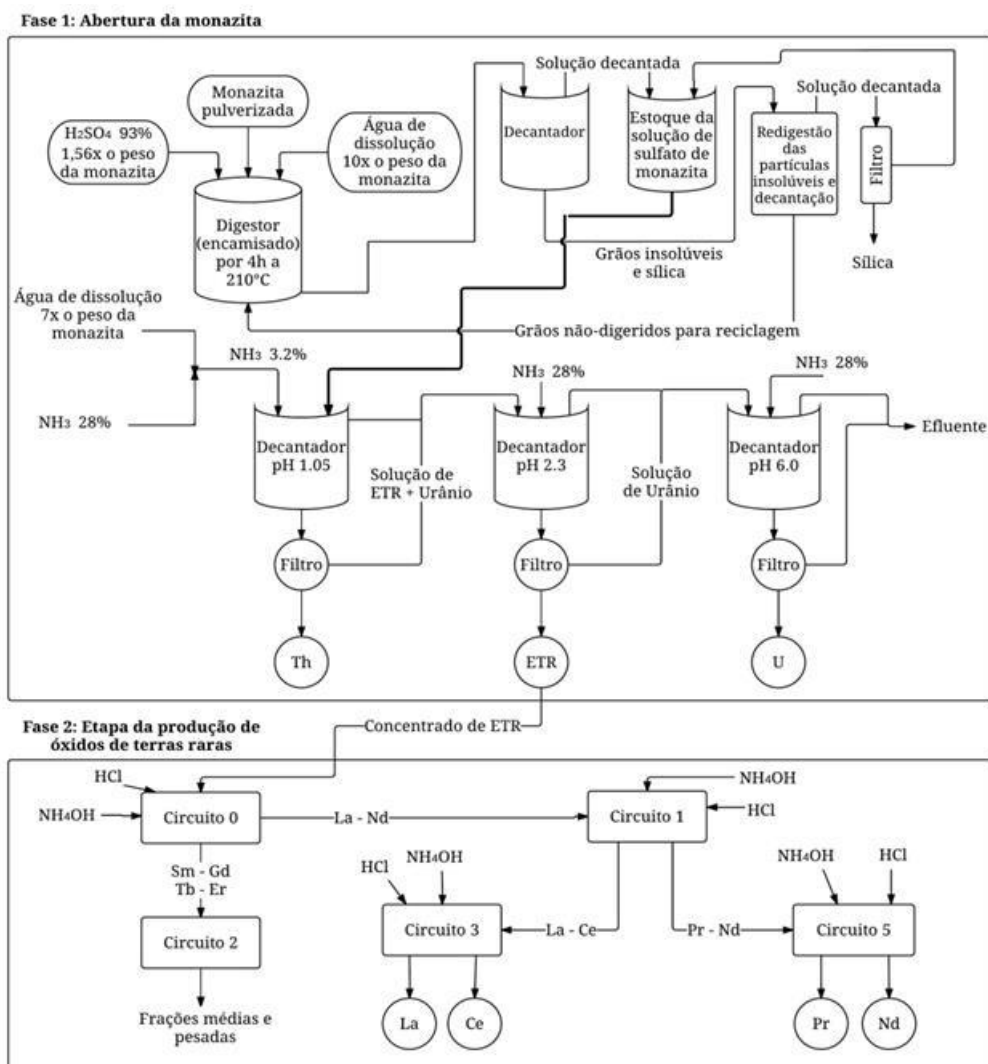 Fase 1: Abertura da monazita
Monazita
pulverizada
H₂SO₄ 93%
1,56x o peso
da monazita
Água de
dissolução
10x o peso da
monazita
Digestor
(encamisado)
por 4h a
210°C
Solução decantada
Decantador
Estoque da
solução de
sulfato de
monazita
Solução decantada
Redigestão
das
partículas
insolúveis e
decantação
Filtro
Sílica
Grãos insolúveis
e sílica
Grãos não-digeridos para reciclagem
Água de dissolução
7x o peso da
monazita
NH₃ 3.2%
NH₃ 28%
NH₃ 28%
NH₃ 28%
Decantador
pH 1.05
Solução de
ETR + Urânio
Decantador
pH 2.3
Solução
de Urânio
Decantador
pH 6.0
Efluente
Filtro
Filtro
Filtro
Th
ETR
U
Fase 2: Etapa da produção de
óxidos de terras raras
Concentrado de ETR
HCl
NH₄OH
Circuito 0
La - Nd
NH₄OH
HCl
Circuito 1
Sm - Gd
Tb - Er
Circuito 2
Frações médias e
pesadas
HCl
NH₄OH
Circuito 3
La - Ce
Pr - Nd
NH₄OH
HCl
Circuito 5
La
Ce
Pr
Nd